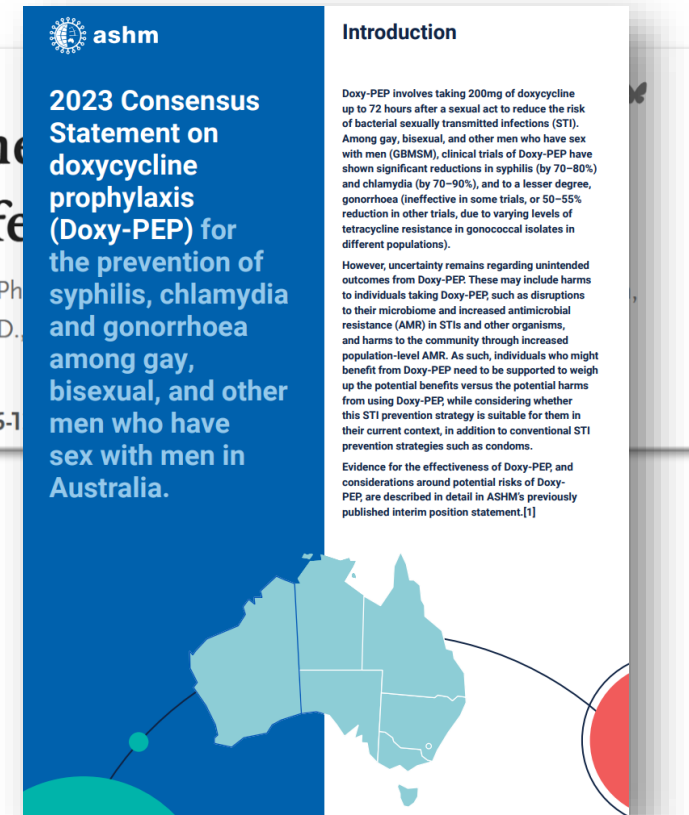 ashm
2023 Consensus
Statement on
doxycycline
prophylaxis
(Doxy-PEP) for
the prevention of
syphilis, chlamydia
and gonorrhoea
among gay,
bisexual, and other
men who have
sex with men in
Australia.
Introduction
Doxy-PEP involves taking 200mg of doxycycline
up to 72 hours after a sexual act to reduce the risk
of bacterial sexually transmitted infections (STI).
Among gay, bisexual, and other men who have sex
with men (GBMSM), clinical trials of Doxy-PEP have
shown significant reductions in syphilis (by 70–80%)
and chlamydia (by 70–90%), and to a lesser degree,
gonorrhoea (ineffective in some trials, or 50–55%
reduction in other trials, due to varying levels of
tetracycline resistance in gonococcal isolates in
different populations).
However, uncertainty remains regarding unintended
outcomes from Doxy-PEP. These may include harms
to individuals taking Doxy-PEP, such as disruptions
to their microbiome and increased antimicrobial
resistance (AMR) in STIs and other organisms,
and harms to the community through increased
population-level AMR. As such, individuals who might
benefit from Doxy-PEP need to be supported to weigh
up the potential benefits versus the potential harms
from using Doxy-PEP, while considering whether
this STI prevention strategy is suitable for them in
their current context, in addition to conventional STI
prevention strategies such as condoms.
Evidence for the effectiveness of Doxy-PEP, and
considerations around potential risks of Doxy-
PEP, are described in detail in ASHM's previously
published interim position statement.[1]